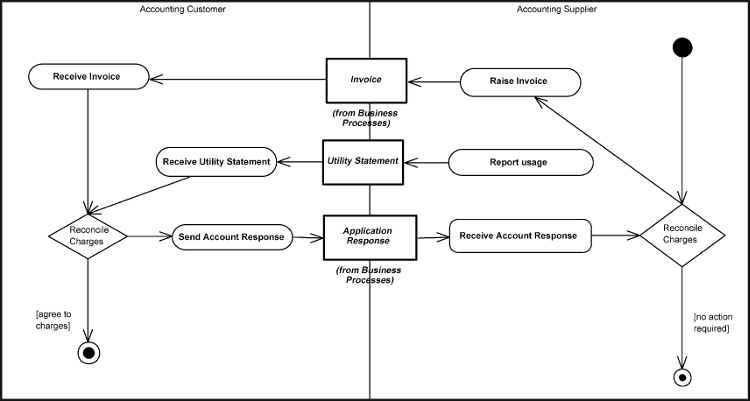 Accounting Customer
Accounting Supplier
Receive Invoice
Invoice
Raise Invoice
(from Business
Processes)
Receive Utility Statement
Utility Statement
Report usage
Reconcile
Charges
Send Account Response
Application
Response
Receive Account Response
Reconcile
Charges
(from Business
Processes)
[agree to
charges]
[no action
required]